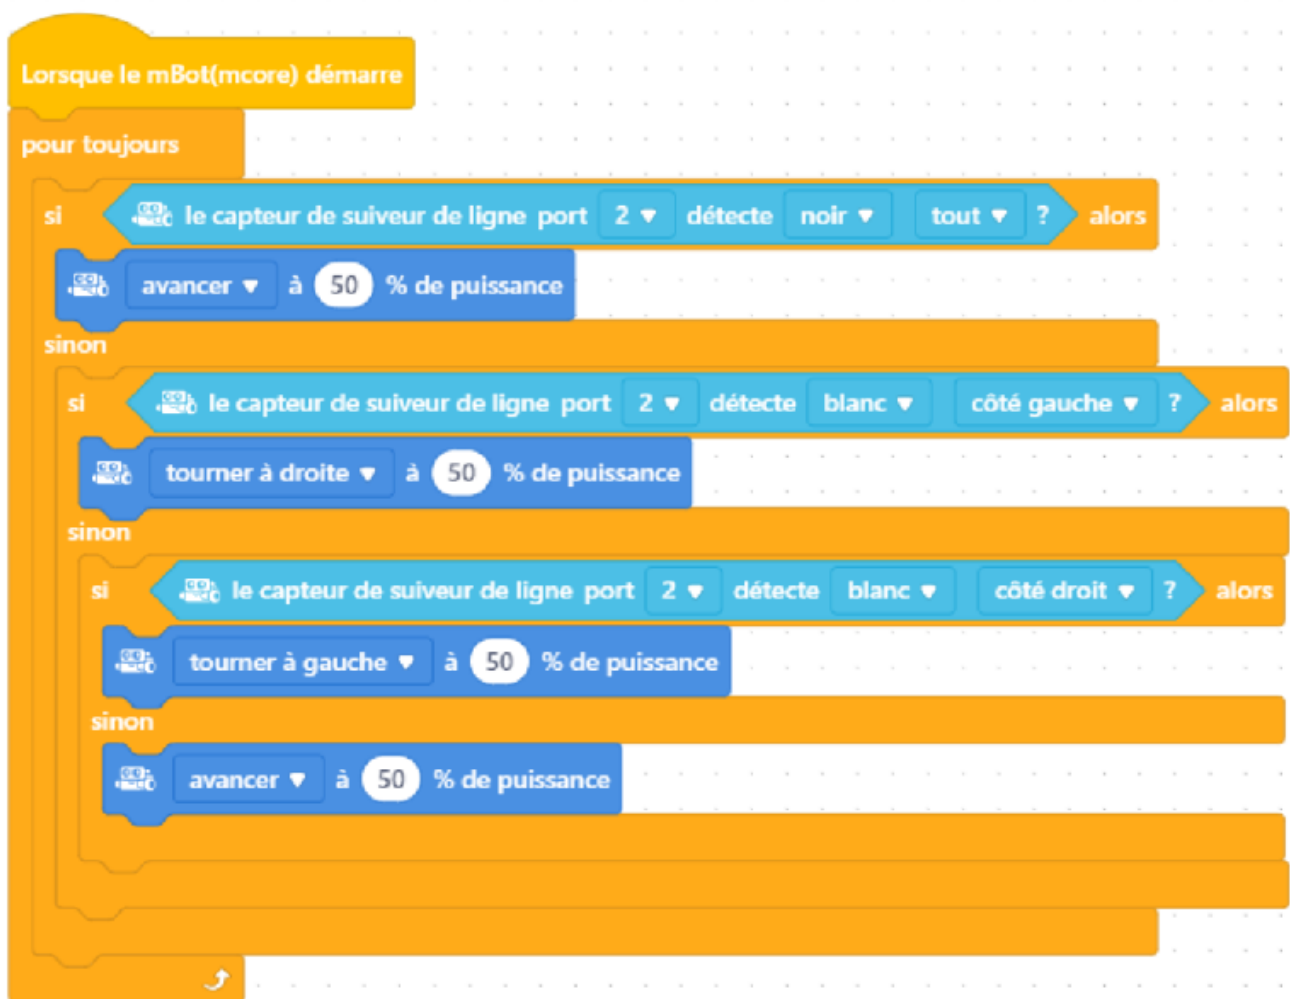 Lorsque le mBot(mcore) démarre
pour toujours
si le capteur de suiveur de ligne port 2 détecte noir tout ? alors
avancer à 50 % de puissance
sinon
si le capteur de suiveur de ligne port 2 détecte blanc côté gauche ? alors
tourner à droite à 50 % de puissance
sinon
si le capteur de suiveur de ligne port 2 détecte blanc côté droit ? alors
tourner à gauche à 50 % de puissance
sinon
avancer à 50 % de puissance